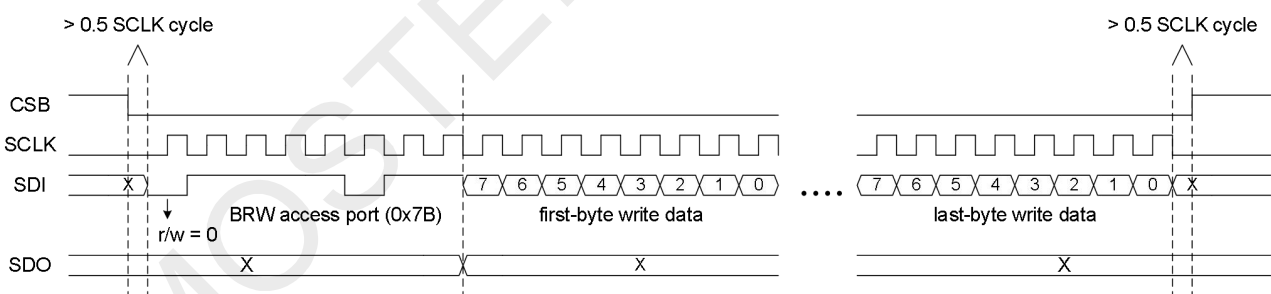 > 0.5 SCLK cycle > 0.5 SCLK cycle
CSB
SCLK
SDI X 7 6 5 4 3 2 1 0 .... 7 6 5 4 3 2 1 0 X
BRW access port (0x7B) first-byte write data last-byte write data
r/w = 0
SDO X X X
MOSTE